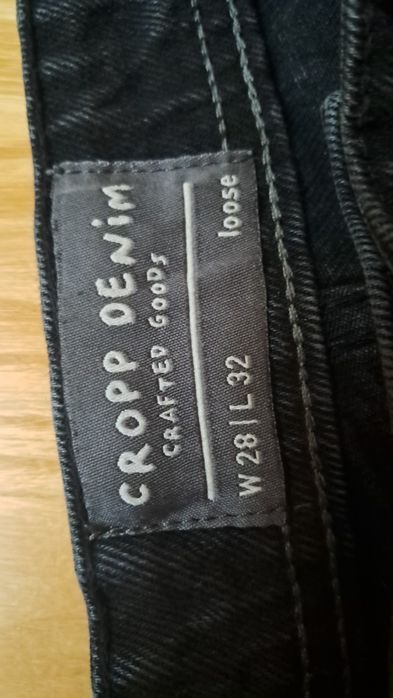 CROPP DENiM
CRAFTED GOODS
W 28 | L 32 loose